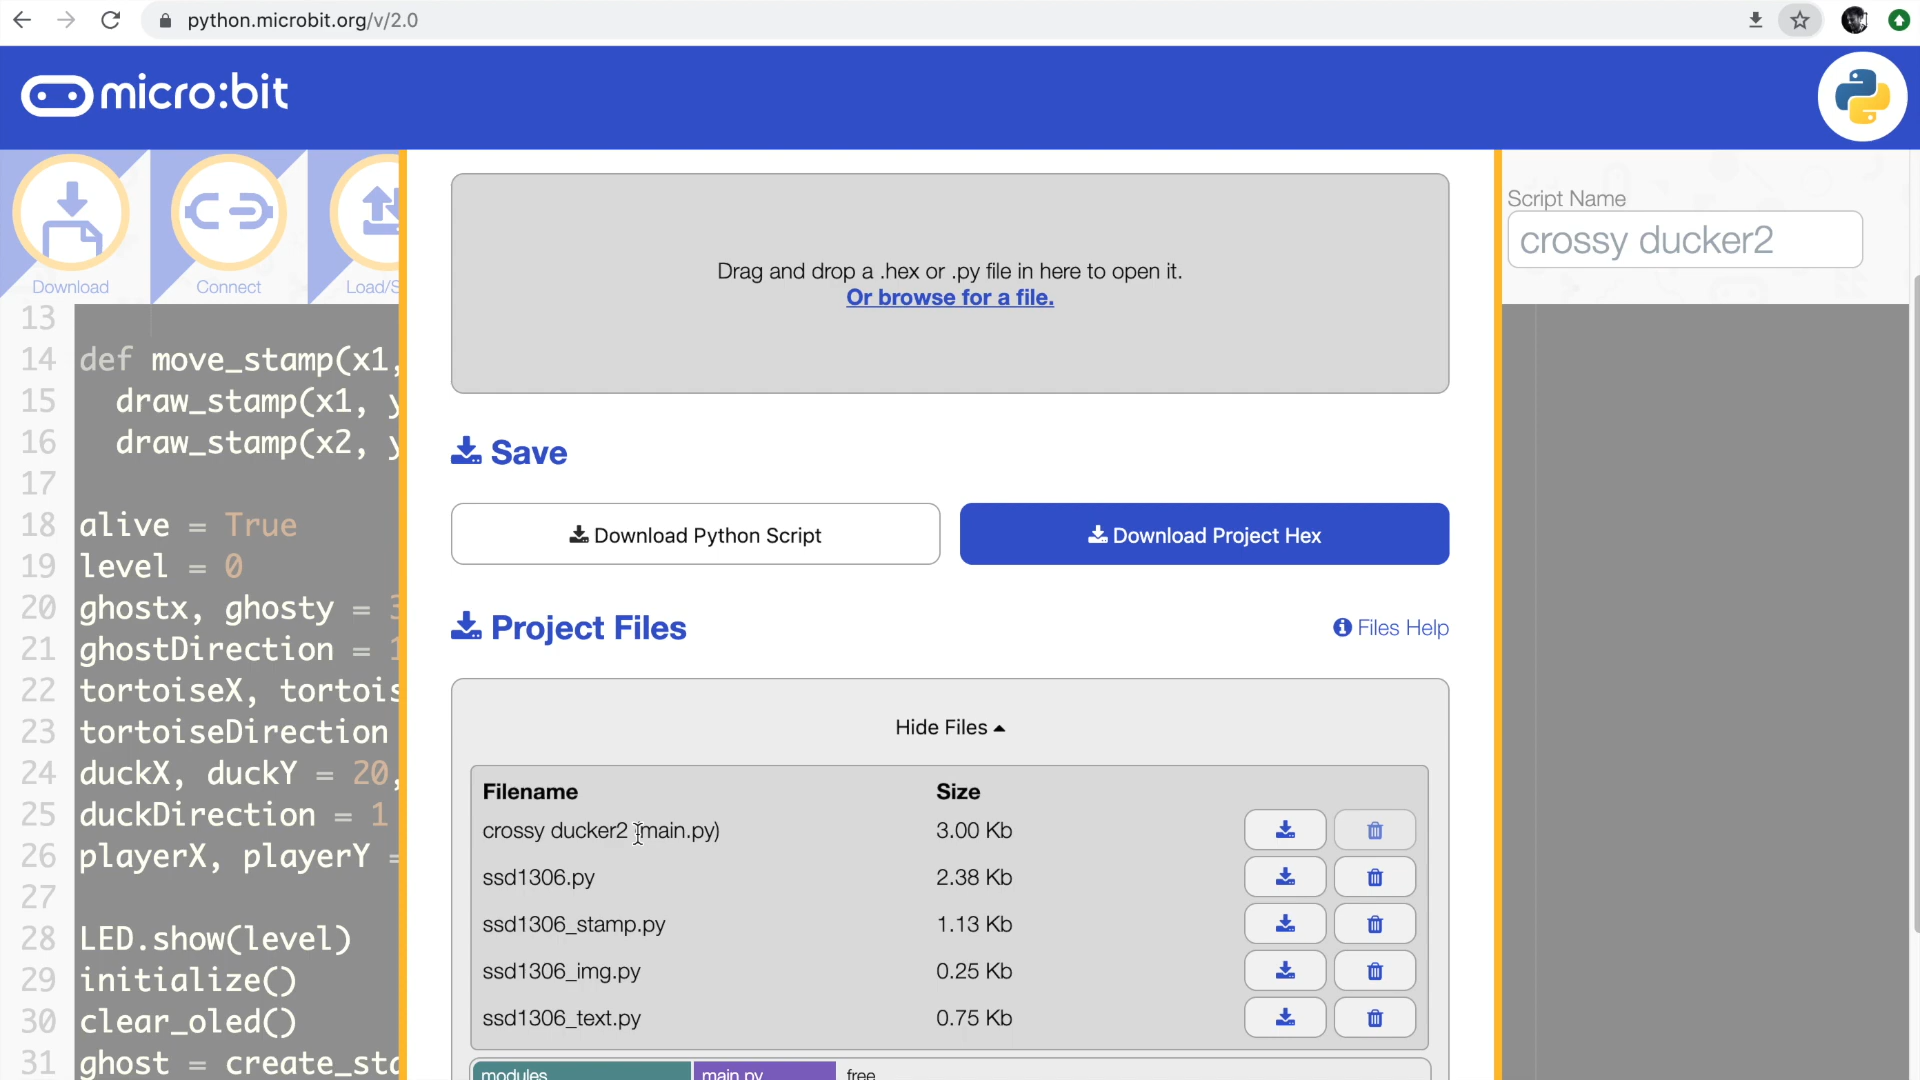 python.microbit.org/v/2.0
micro:bit
Download
Connect
Load/S
Script Name
crossy ducker2
13
14 def move_stamp(x1,
15 draw_stamp(x1, y
16 draw_stamp(x2, y
17
18 alive = True
19 level = 0
20 ghostx, ghosty = 3
21 ghostDirection = 1
22 tortoiseX, tortois
23 tortoiseDirection
24 duckX, duckY = 20,
25 duckDirection = 1
26 playerX, playerY =
27
28 LED.show(level)
29 initialize()
30 clear_oled()
31 ghost = create_sta
Drag and drop a .hex or .py file in here to open it.
Or browse for a file.
Save
Download Python Script
Download Project Hex
Project Files
Files Help
Hide Files
Filename Size
crossy ducker2 (main.py) 3.00 Kb
ssd1306.py 2.38 Kb
ssd1306_stamp.py 1.13 Kb
ssd1306_img.py 0.25 Kb
ssd1306_text.py 0.75 Kb
modules main.py free